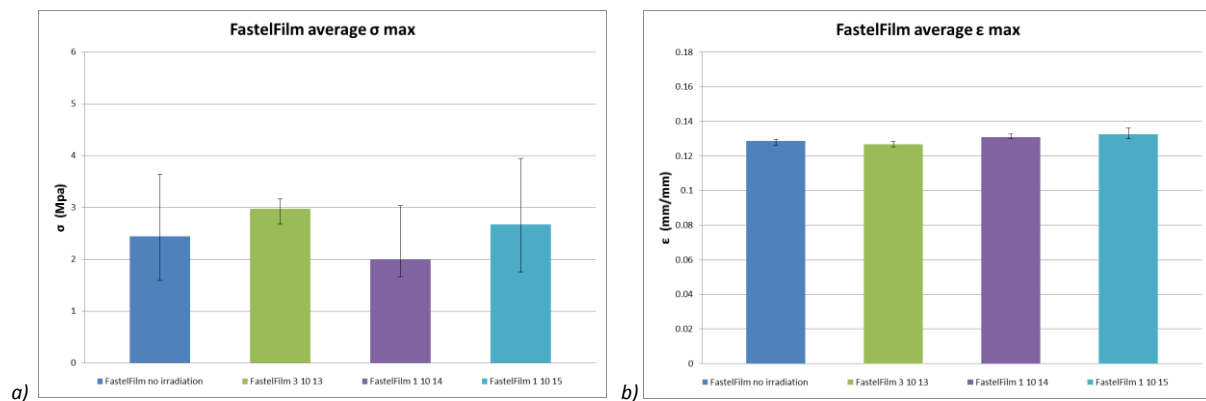 FastelFilm average σ max
6
5
4
3
2
1
0
σ (Mpa)
FastelFilm no irradiation FastelFilm 3 10 13 FastelFilm 1 10 14 FastelFilm 1 10 15
a)
FastelFilm average ε max
0.18
0.16
0.14
0.12
0.1
0.08
0.06
0.04
0.02
0
ε (mm/mm)
FastelFilm no irradiation FastelFilm 3 10 13 FastelFilm 1 10 14 FastelFilm 1 10 15
b)